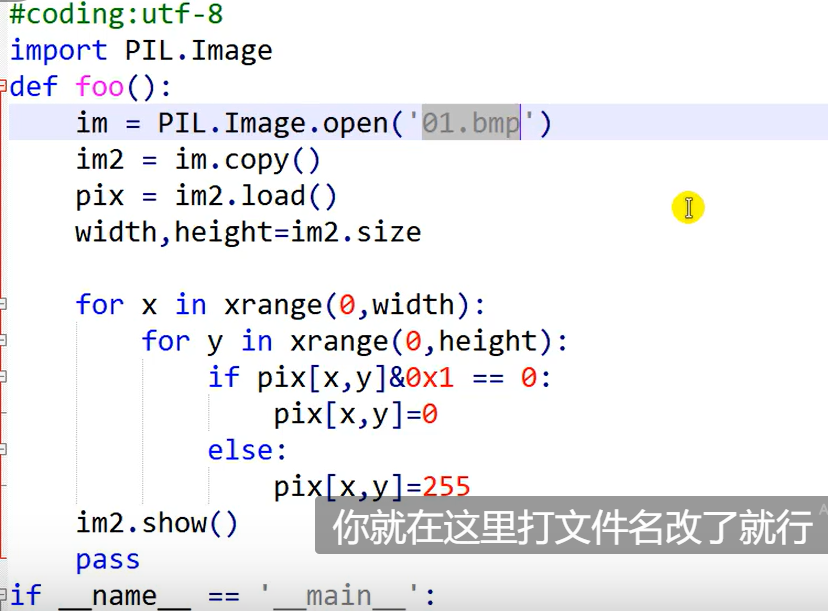 #coding:utf-8
import PIL.Image
def foo():
    im = PIL.Image.open('01.bmp')
    im2 = im.copy()
    pix = im2.load()
    width,height=im2.size
    for x in xrange(0,width):
        for y in xrange(0,height):
            if pix[x,y]&0x1 == 0:
                pix[x,y]=0
            else:
                pix[x,y]=255
    im2.show()
你就在这里打文件名改了就行
    pass
if __name__ == '__main__':